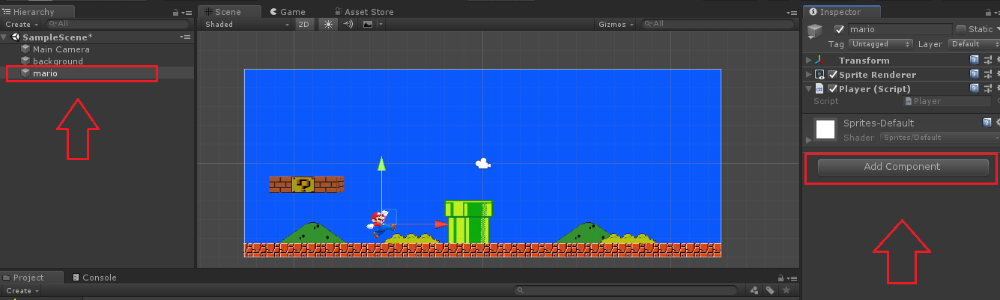 Hierarchy
Create
All
SampleScene*
Main Camera
background
mario
Scene
Game
Asset Store
Shaded
2D
Gizmos
All
?
Inspector
mario
Static
Tag
Untagged
Layer
Default
Transform
Sprite Renderer
Player (Script)
Script
Player
Sprites-Default
Shader
Sprites/Default
Add Component
Project
Console
Create